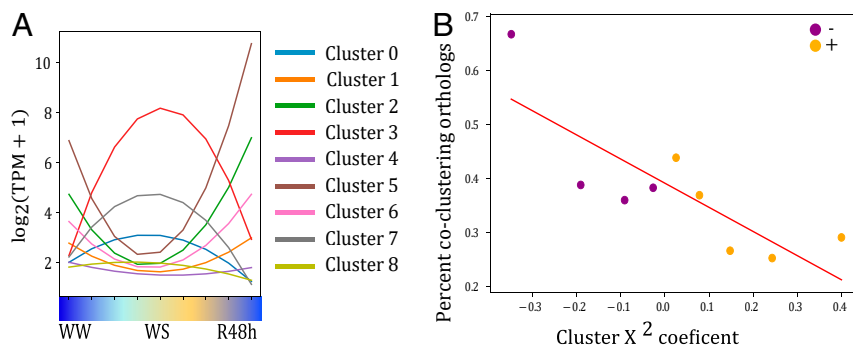 A
log2(TPM + 1)
10
8
6
4
2
WW WS R48h
Cluster 0
Cluster 1
Cluster 2
Cluster 3
Cluster 4
Cluster 5
Cluster 6
Cluster 7
Cluster 8
B
Percent co-clustering orthologs
0.7
0.6
0.5
0.4
0.3
0.2
-
+
−0.3 −0.2 −0.1 0.0 0.1 0.2 0.3 0.4
Cluster X 2 coeficent